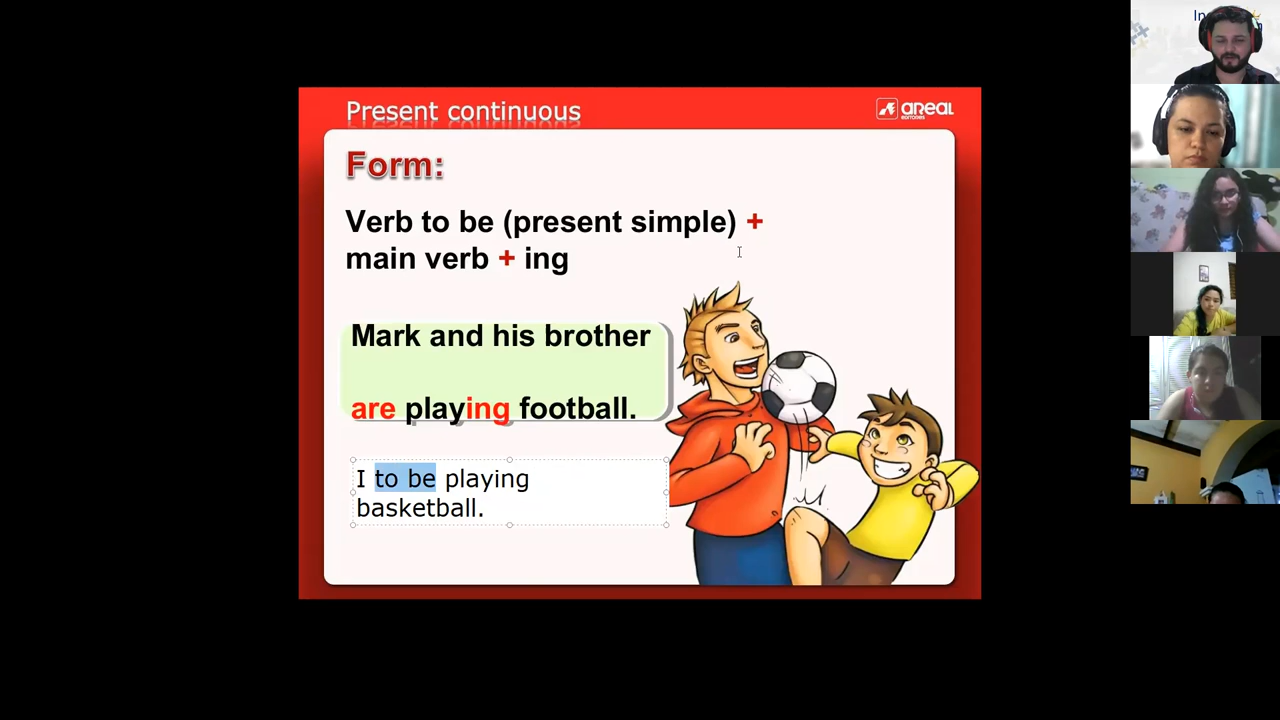 Present continuous
aREaL
EDITORES
Form:
Verb to be (present simple) +
main verb + ing
Mark and his brother
are playing football.
I to be playing
basketball.